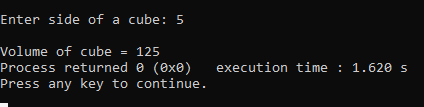 Enter side of a cube: 5
Volume of cube = 125
Process returned 0 (0x0)   execution time : 1.620 s
Press any key to continue.